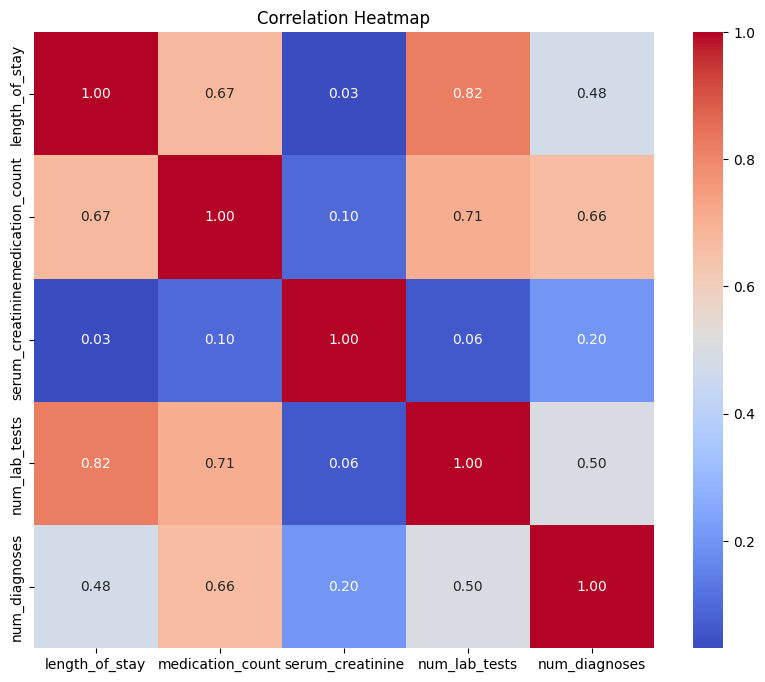 Correlation Heatmap
length_of_stay
1.00 0.67 0.03 0.82 0.48
medication_count
0.67 1.00 0.10 0.71 0.66
serum_creatinine
0.03 0.10 1.00 0.06 0.20
num_lab_tests
0.82 0.71 0.06 1.00 0.50
num_diagnoses
0.48 0.66 0.20 0.50 1.00
length_of_stay medication_count serum_creatinine num_lab_tests num_diagnoses
1.0
0.8
0.6
0.4
0.2